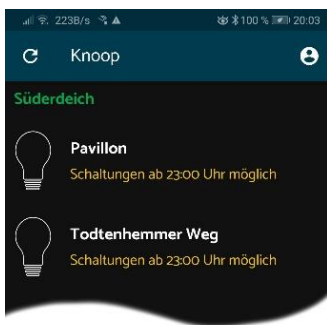 223B/s 100 % 20:03
Knoop
Süderdeich
Pavillon
Schaltungen ab 23:00 Uhr möglich
Todtenhemmer Weg
Schaltungen ab 23:00 Uhr möglich